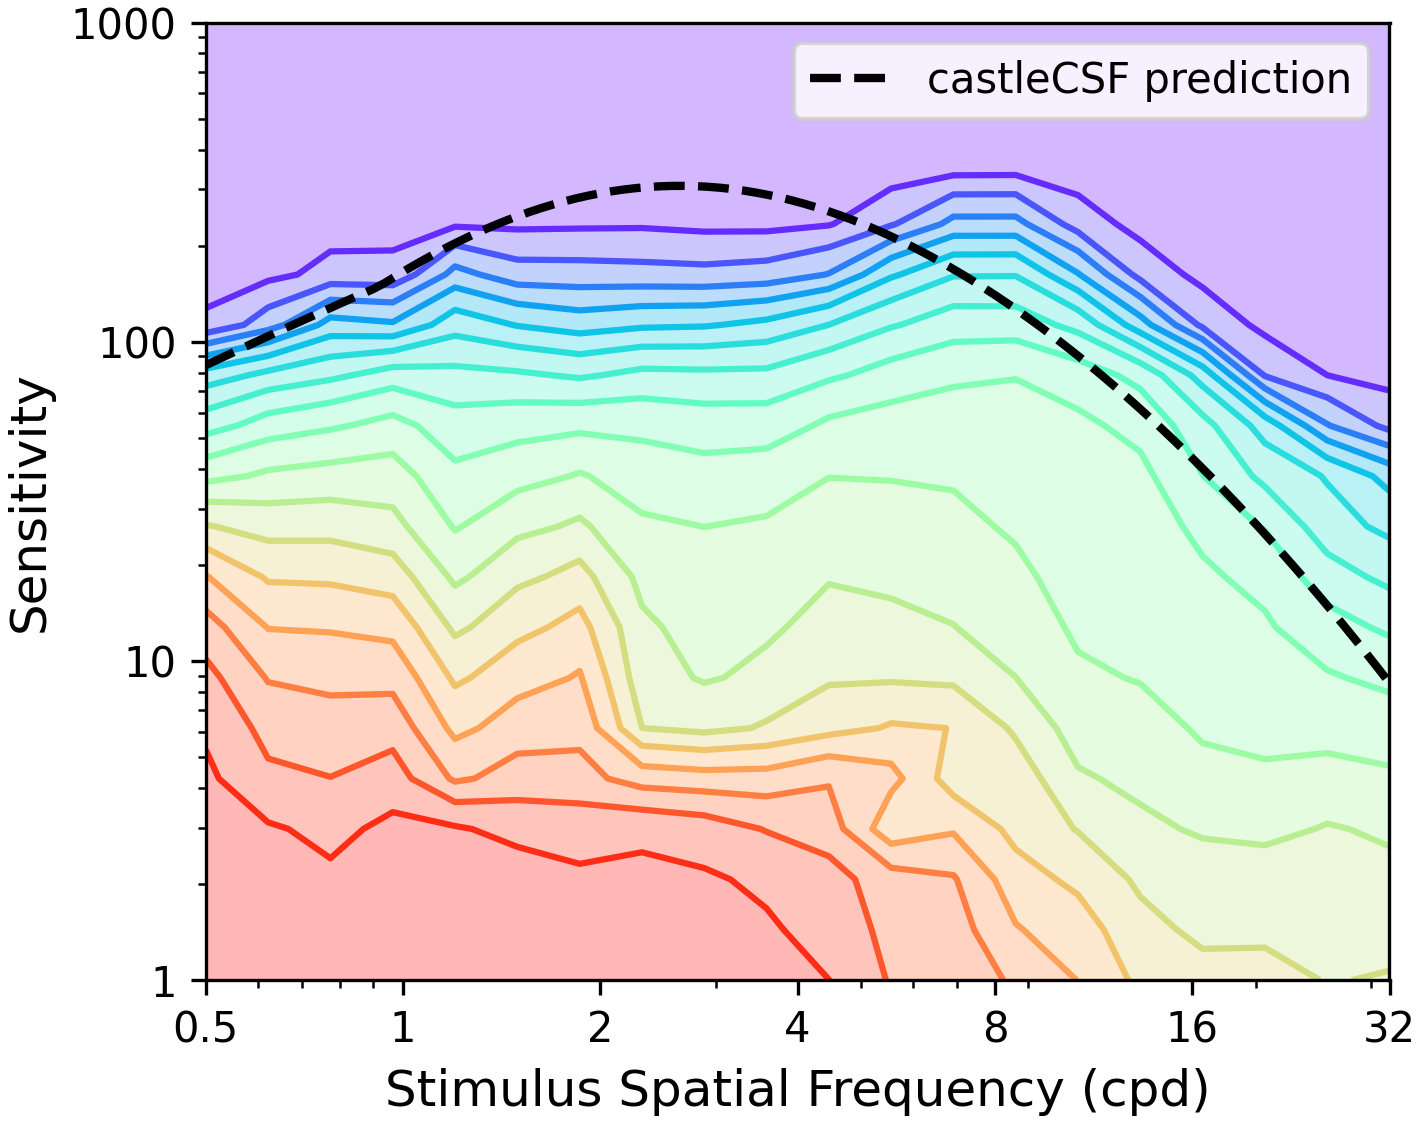 1000
castleCSF prediction
100
Sensitivity
10
1
0.5 1 2 4 8 16 32
Stimulus Spatial Frequency (cpd)